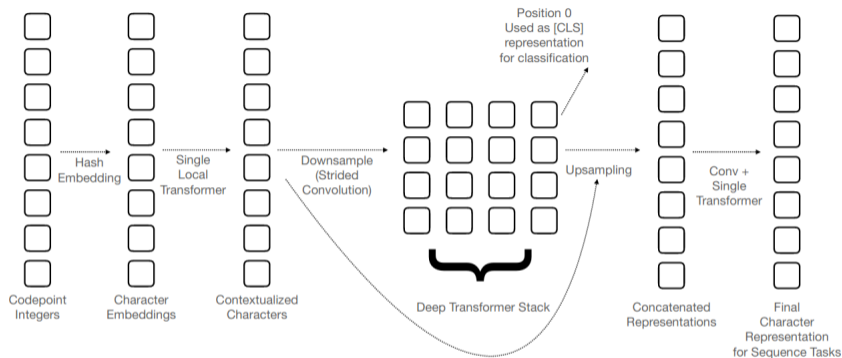 Position 0
Used as [CLS]
representation
for classification
Hash
Embedding
Single
Local
Transformer
Downsample
(Strided
Convolution)
Upsampling
Conv +
Single
Transformer
Codepoint
Integers
Character
Embeddings
Contextualized
Characters
Deep Transformer Stack
Concatenated
Representations
Final
Character
Representation
for Sequence Tasks